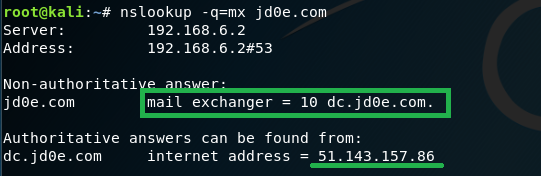 root@kali:~# nslookup -q=mx jd0e.com
Server: 192.168.6.2
Address: 192.168.6.2#53
Non-authoritative answer:
jd0e.com mail exchanger = 10 dc.jd0e.com.
Authoritative answers can be found from:
dc.jd0e.com internet address = 51.143.157.86